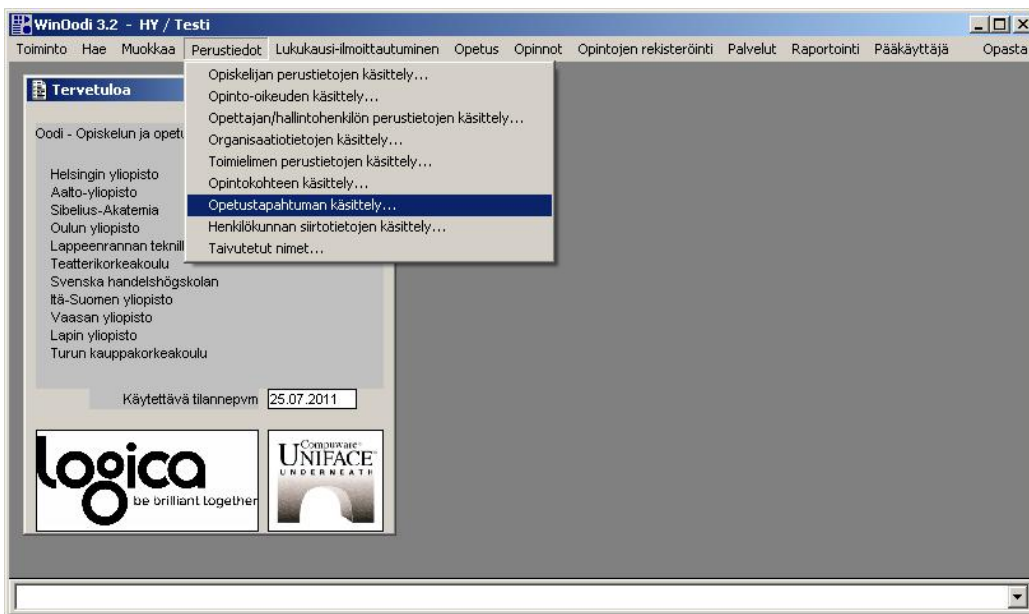 WinOodi 3.2 - HY / Testi
Toiminto Hae Muokkaa Perustiedot Lukukausi-ilmoittautuminen Opetus Opinnot Opintojen rekisteröinti Palvelut Raportointi Pääkäyttäjä Opasta
Opiskelijan perustietojen käsittely...
Opinto-oikeuden käsittely...
Opettajan/hallintohenkilön perustietojen käsittely...
Organisaatiotietojen käsittely...
Toimielimen perustietojen käsittely...
Opintokohteen käsittely...
Opetustapahtuman käsittely...
Henkilökunnan siirtotietojen käsittely...
Taivutetut nimet...
Tervetuloa
Oodi - Opiskelun ja opetu
Helsingin yliopisto
Aalto-yliopisto
Sibelius-Akatemia
Oulun yliopisto
Lappeenrannan teknill
Teatterikorkeakoulu
Svenska handelshögskolan
Itä-Suomen yliopisto
Vaasan yliopisto
Lapin yliopisto
Turun kauppakorkeakoulu
Käytettävä tilannepvm 25.07.2011
logica
be brilliant together
Compuware
UNIFACE
UNDERNEATH